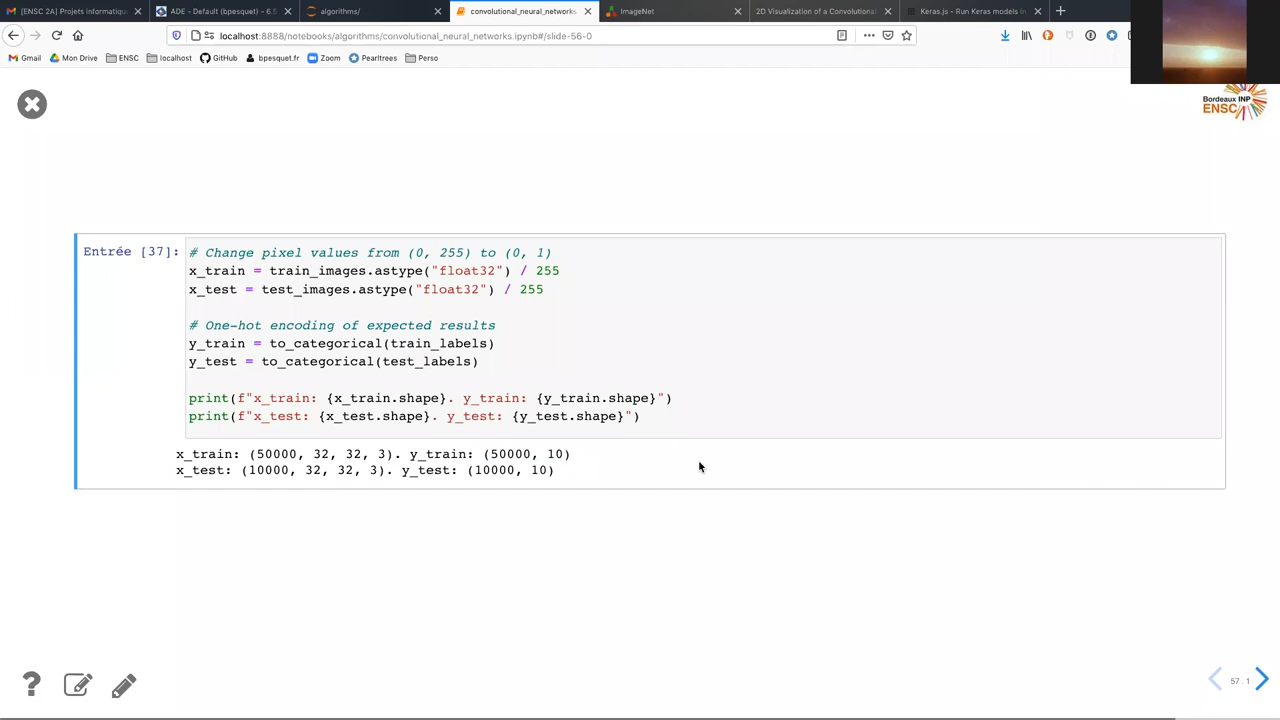 [ENSC 2A] Projets informatiqu
ADE - Default (bpesquet) - 6.5
algorithms/
convolutional_neural_networks
ImageNet
2D Visualization of a Convolutional
Keras.js - Run Keras models in
localhost:8888/notebooks/algorithms/convolutional_neural_networks.ipynb#/slide-56-0
Gmail
Mon Drive
ENSC
localhost
GitHub
bpesquet.fr
Zoom
Pearltrees
Perso
Bordeaux INP
ENSC
Entrée [37]:
# Change pixel values from (0, 255) to (0, 1)
x_train = train_images.astype("float32") / 255
x_test = test_images.astype("float32") / 255
# One-hot encoding of expected results
y_train = to_categorical(train_labels)
y_test = to_categorical(test_labels)
print(f"x_train: {x_train.shape}. y_train: {y_train.shape}")
print(f"x_test: {x_test.shape}. y_test: {y_test.shape}")
x_train: (50000, 32, 32, 3). y_train: (50000, 10)
x_test: (10000, 32, 32, 3). y_test: (10000, 10)
57.1